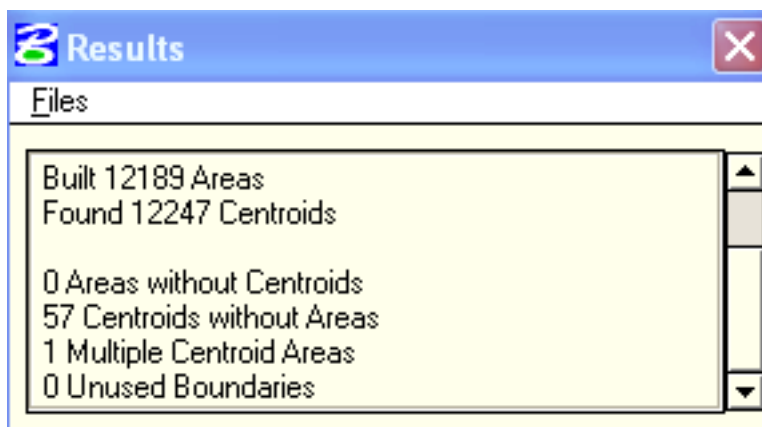 Results
Files
Built 12189 Areas
Found 12247 Centroids
0 Areas without Centroids
57 Centroids without Areas
1 Multiple Centroid Areas
0 Unused Boundaries